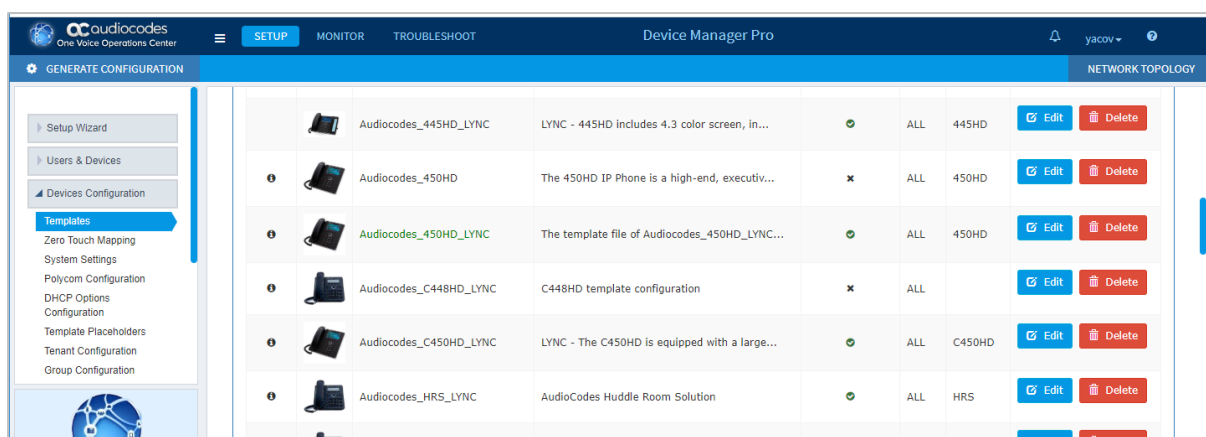 audiocodes
One Voice Operations Center
SETUP MONITOR TROUBLESHOOT Device Manager Pro yacov
GENERATE CONFIGURATION NETWORK TOPOLOGY
Setup Wizard
Users & Devices
Devices Configuration
Templates
Zero Touch Mapping
System Settings
Polycom Configuration
DHCP Options
Configuration
Template Placeholders
Tenant Configuration
Group Configuration
Audiocodes_445HD_LYNC LYNC - 445HD includes 4.3 color screen, in... ALL 445HD Edit Delete
Audiocodes_450HD The 450HD IP Phone is a high-end, executiv... ALL 450HD Edit Delete
Audiocodes_450HD_LYNC The template file of Audiocodes_450HD_LYNC... ALL 450HD Edit Delete
Audiocodes_C448HD_LYNC C448HD template configuration ALL Edit Delete
Audiocodes_C450HD_LYNC LYNC - The C450HD is equipped with a large... ALL C450HD Edit Delete
Audiocodes_HRS_LYNC AudioCodes Huddle Room Solution ALL HRS Edit Delete